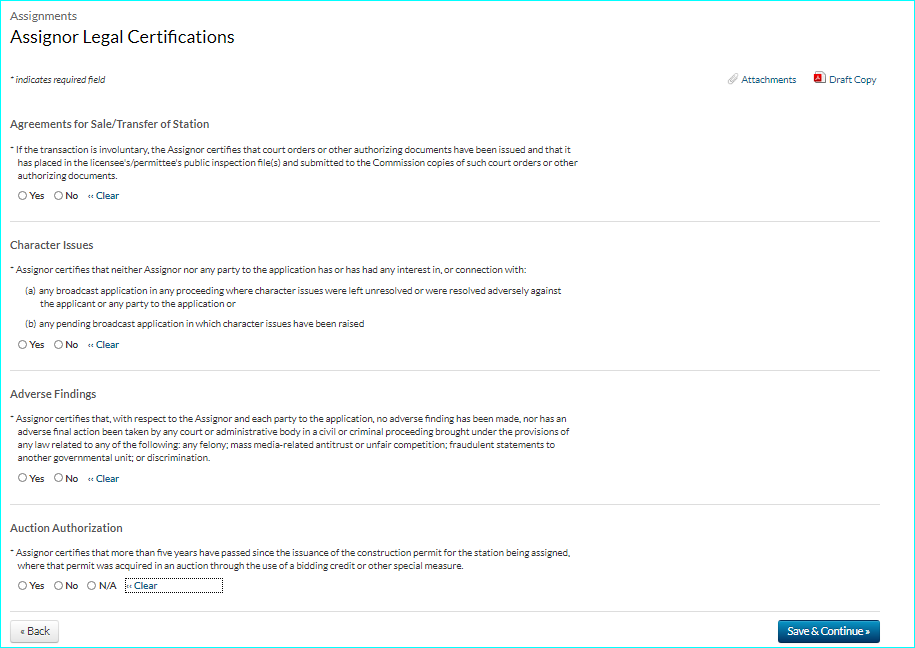 Assignments
Assignor Legal Certifications
* indicates required field
Attachments Draft Copy
Agreements for Sale/Transfer of Station
* If the transaction is involuntary, the Assignor certifies that court orders or other authorizing documents have been issued and that it
has placed in the licensee's/permittee's public inspection file(s) and submitted to the Commission copies of such court orders or other
authorizing documents.
Yes No « Clear
Character Issues
* Assignor certifies that neither Assignor nor any party to the application has or has had any interest in, or connection with:
(a) any broadcast application in any proceeding where character issues were left unresolved or were resolved adversely against
the applicant or any party to the application or
(b) any pending broadcast application in which character issues have been raised
Yes No « Clear
Adverse Findings
* Assignor certifies that, with respect to the Assignor and each party to the application, no adverse finding has been made, nor has an
adverse final action been taken by any court or administrative body in a civil or criminal proceeding brought under the provisions of
any law related to any of the following: any felony; mass media-related antitrust or unfair competition; fraudulent statements to
another governmental unit; or discrimination.
Yes No « Clear
Auction Authorization
* Assignor certifies that more than five years have passed since the issuance of the construction permit for the station being assigned,
where that permit was acquired in an auction through the use of a bidding credit or other special measure.
Yes No N/A « Clear
« Back Save & Continue »